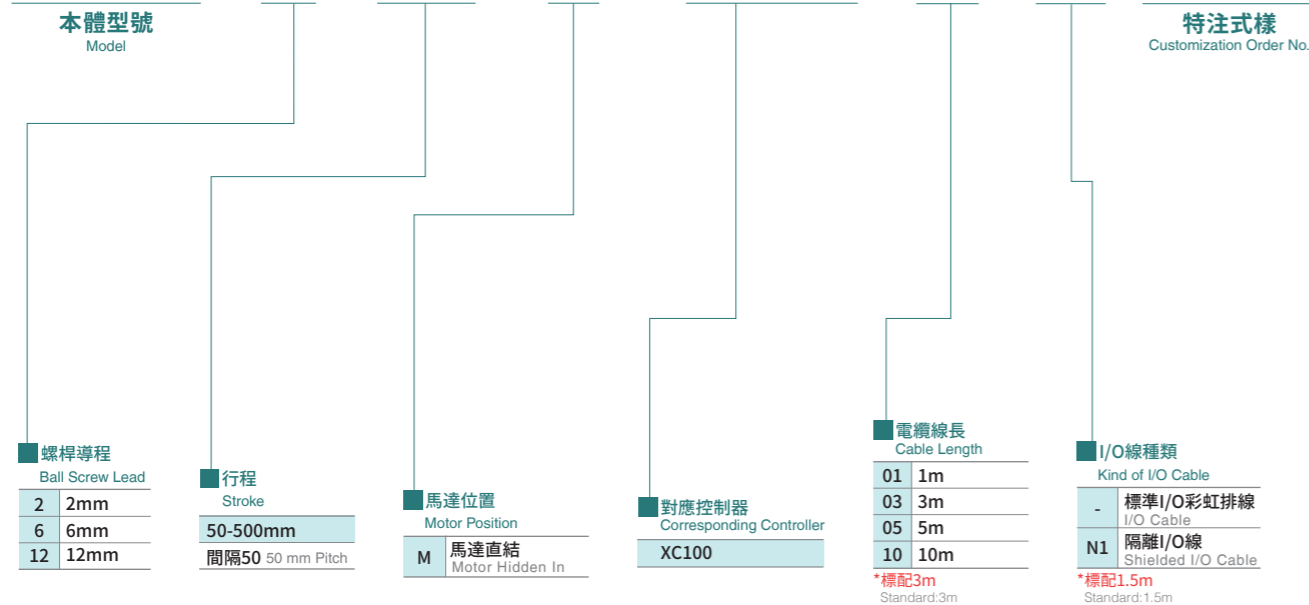 本體型號
Model
特注式樣
Customization Order No.
螺桿導程
Ball Screw Lead
2 2mm
6 6mm
12 12mm
行程
Stroke
50-500mm
間隔50 50 mm Pitch
馬達位置
Motor Position
M 馬達直結
Motor Hidden In
對應控制器
Corresponding Controller
XC100
電纜線長
Cable Length
01 1m
03 3m
05 5m
10 10m
*標配3m
Standard:3m
I/O線種類
Kind of I/O Cable
- 標準I/O彩虹排線
I/O Cable
N1 隔離I/O線
Shielded I/O Cable
*標配1.5m
Standard:1.5m